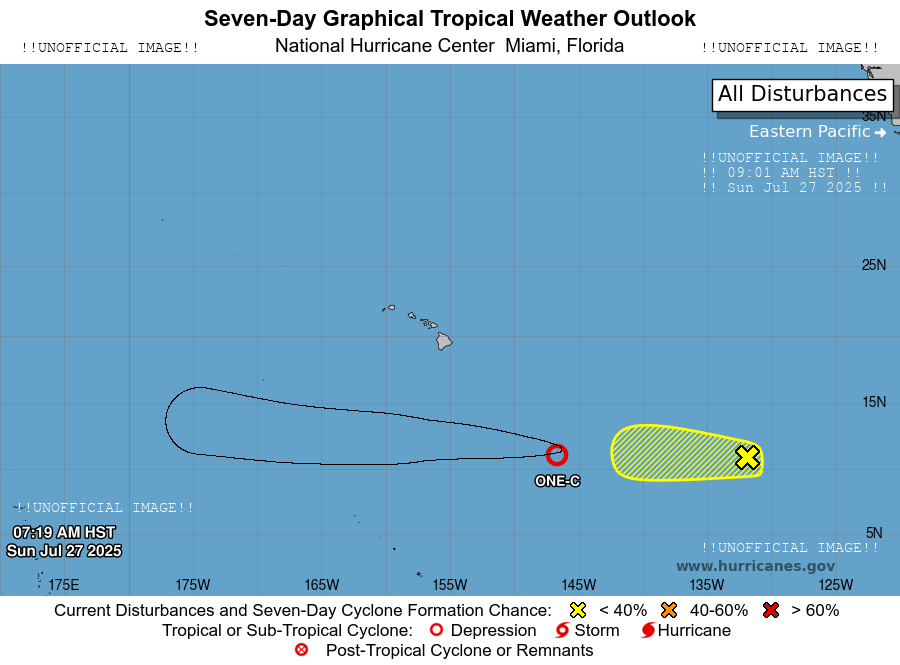 Seven-Day Graphical Tropical Weather Outlook
!!UNOFFICIAL IMAGE!! National Hurricane Center Miami, Florida !!UNOFFICIAL IMAGE!!
All Disturbances
35N
Eastern Pacific
!!UNOFFICIAL IMAGE!!
!! 09:01 AM HST !!
!! Sun Jul 27 2025 !!
25N
15N
ONE-C
!!UNOFFICIAL IMAGE!!
07:19 AM HST
Sun Jul 27 2025
5N
!!UNOFFICIAL IMAGE!!
www.hurricanes.gov
175E 175W 165W 155W 145W 135W 125W
Current Disturbances and Seven-Day Cyclone Formation Chance: < 40% 40-60% > 60%
Tropical or Sub-Tropical Cyclone: Depression Storm Hurricane
Post-Tropical Cyclone or Remnants